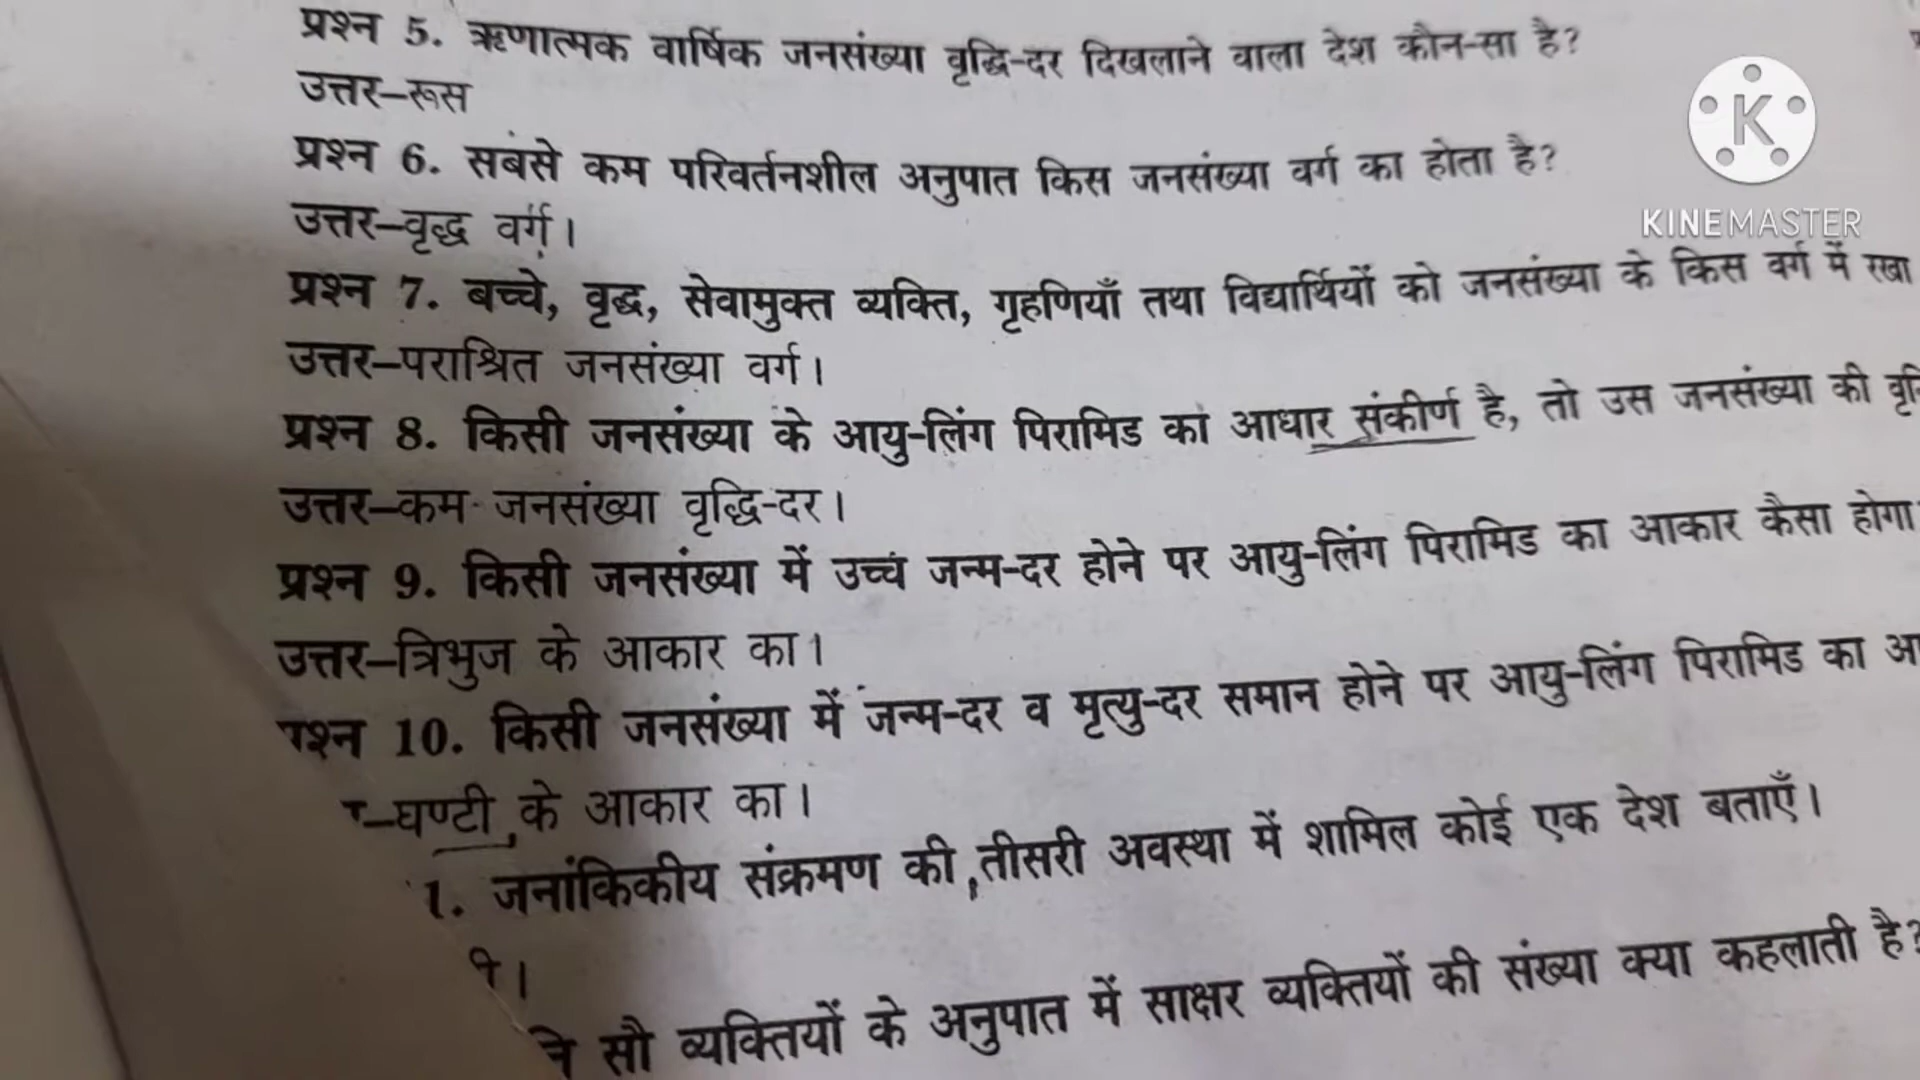 प्रश्न 5. ऋणात्मक वार्षिक जनसंख्या वृद्धि-दर दिखलाने वाला देश कौन-सा है?
उत्तर–रूस
प्रश्न 6. सबसे कम परिवर्तनशील अनुपात किस जनसंख्या वर्ग का होता है?
उत्तर–वृद्ध वर्ग।
प्रश्न 7. बच्चे, वृद्ध, सेवामुक्त व्यक्ति, गृहणियाँ तथा विद्यार्थियों को जनसंख्या के किस वर्ग में रखा
उत्तर–पराश्रित जनसंख्या वर्ग।
प्रश्न 8. किसी जनसंख्या के आयु-लिंग पिरामिड का आधार संकीर्ण है, तो उस जनसंख्या की
उत्तर–कम जनसंख्या वृद्धि-दर।
प्रश्न 9. किसी जनसंख्या में उच्च जन्म-दर होने पर आयु-लिंग पिरामिड का आकार कैसा होगा
उत्तर–त्रिभुज के आकार का।
10. किसी जनसंख्या में जन्म-दर व मृत्यु-दर समान होने पर आयु-लिंग पिरामिड का
–घण्टी के आकार का।
1. जनांकिकीय संक्रमण की तीसरी अवस्था में शामिल कोई एक देश बताएँ।
सौ व्यक्तियों के अनुपात में साक्षर व्यक्तियों की संख्या क्या कहलाती है?
K
KINEMASTER